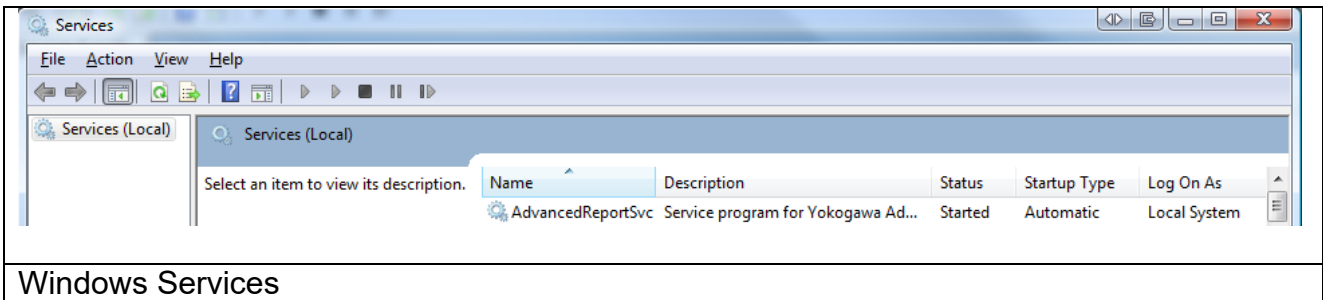 Services
File Action View Help
Services (Local)
Services (Local)
Select an item to view its description.
Name Description Status Startup Type Log On As
AdvancedReportSvc Service program for Yokogawa Ad... Started Automatic Local System
Windows Services